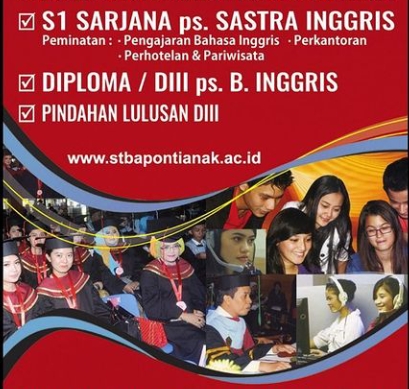 S1 SARJANA ps. SASTRA INGGRIS
Peminatan : · Pengajaran Bahasa Inggris · Perkantoran
· Perhotelan & Pariwisata
DIPLOMA / DIII ps. B. INGGRIS
PINDAHAN LULUSAN DIII
www.stbapontianak.ac.id